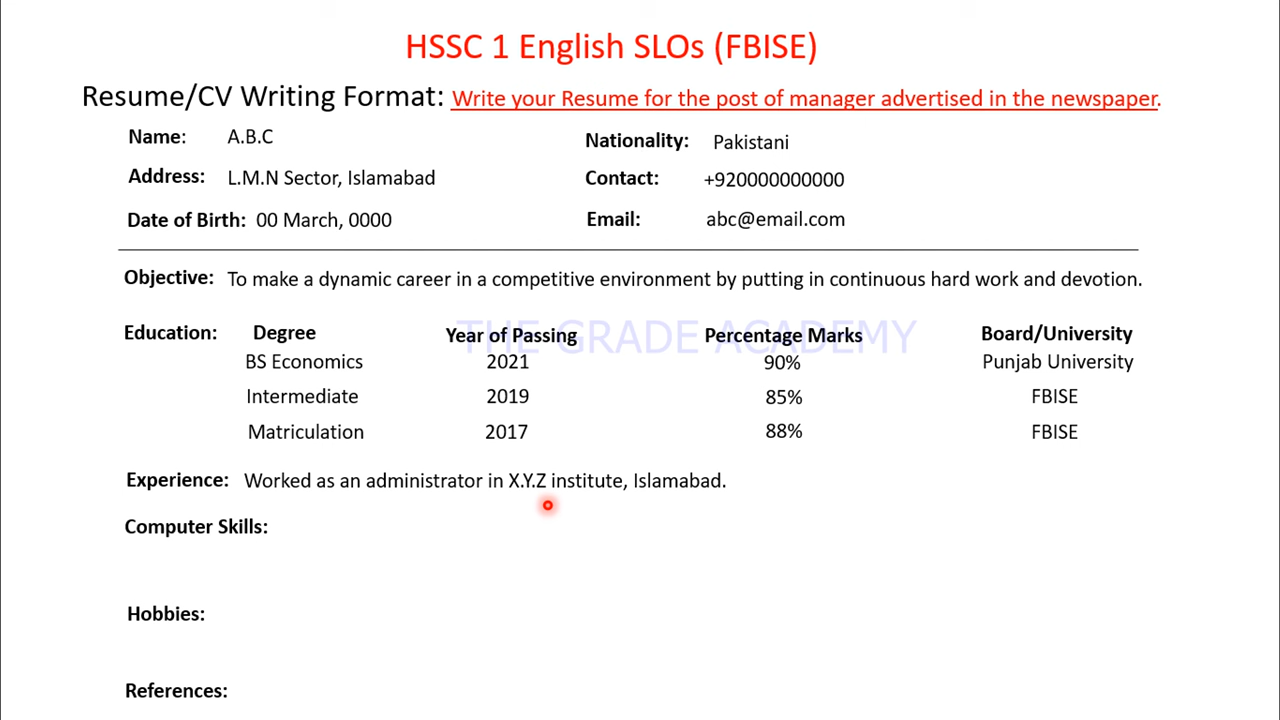 HSSC 1 English SLOs (FBISE)
Resume/CV Writing Format: Write your Resume for the post of manager advertised in the newspaper.
Name: A.B.C Nationality: Pakistani
Address: L.M.N Sector, Islamabad Contact: +920000000000
Date of Birth: 00 March, 0000 Email: abc@email.com
Objective: To make a dynamic career in a competitive environment by putting in continuous hard work and devotion.
THE GRADE ACADEMY
Education: Degree Year of Passing Percentage Marks Board/University
BS Economics 2021 90% Punjab University
Intermediate 2019 85% FBISE
Matriculation 2017 88% FBISE
Experience: Worked as an administrator in X.Y.Z institute, Islamabad.
Computer Skills:
Hobbies:
References: